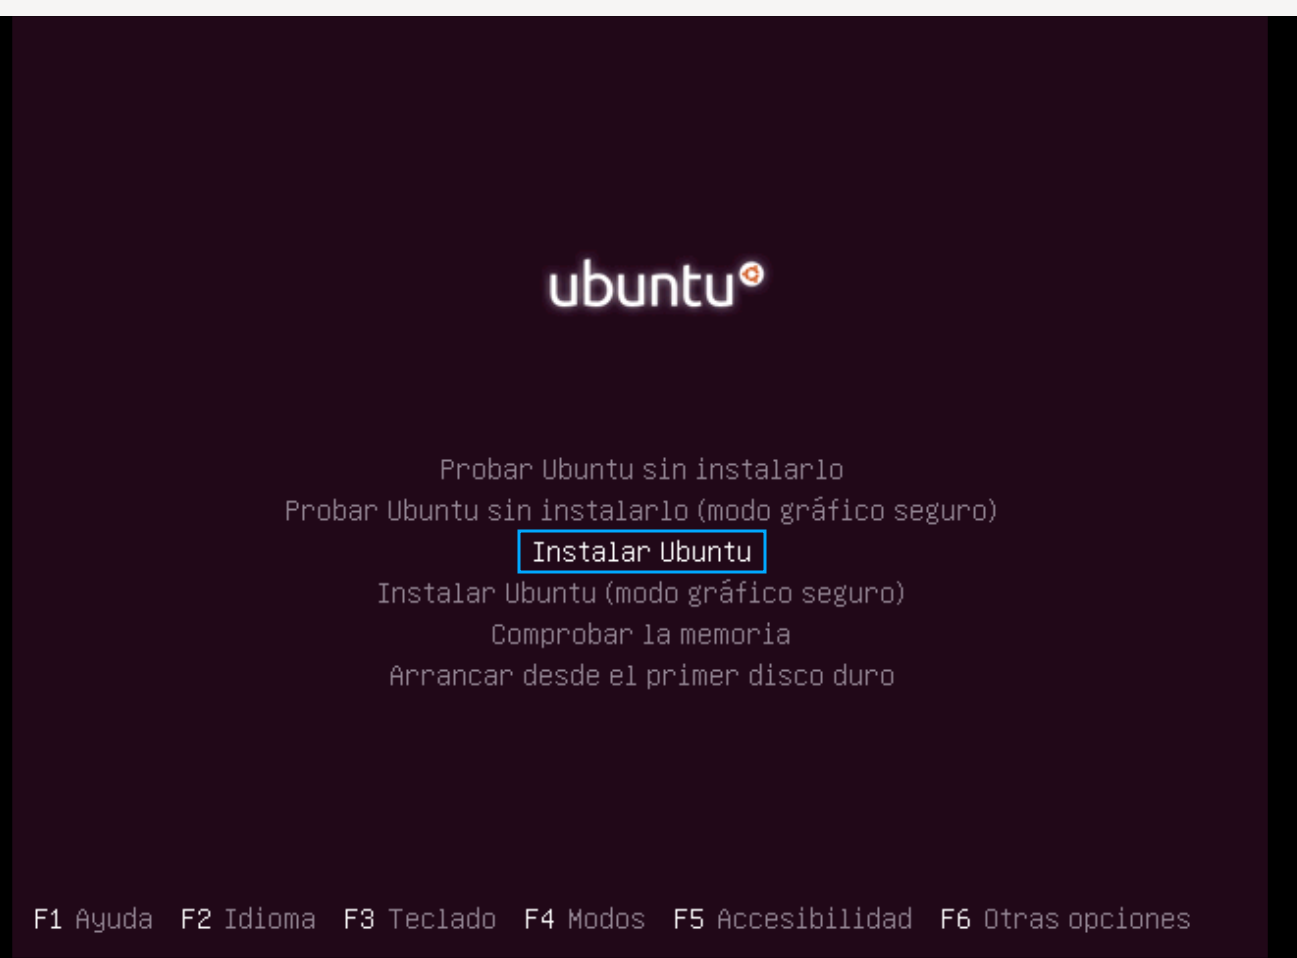 ubuntu
Probar Ubuntu sin instalarlo
Probar Ubuntu sin instalarlo (modo gráfico seguro)
Instalar Ubuntu
Instalar Ubuntu (modo gráfico seguro)
Comprobar la memoria
Arrancar desde el primer disco duro
F1 Ayuda F2 Idioma F3 Teclado F4 Modos F5 Accesibilidad F6 Otras opciones